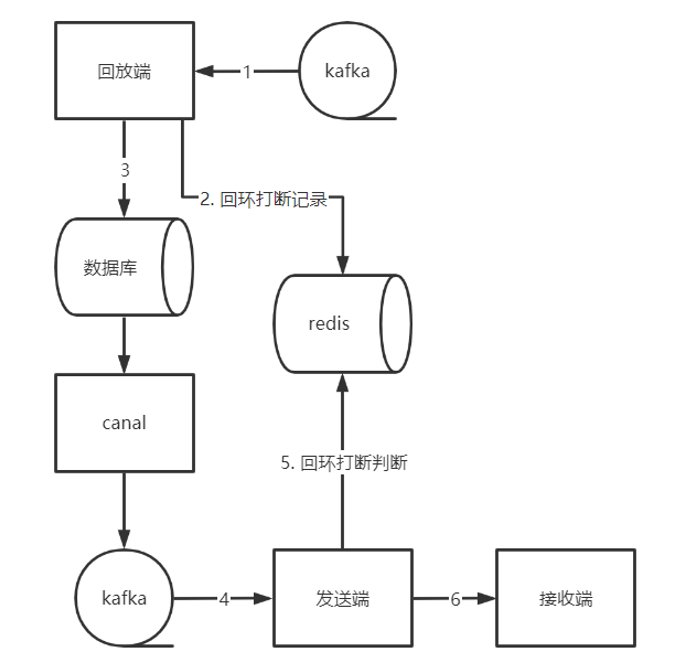 回放端
1
kafka
3
2. 回环打断记录
数据库
redis
canal
5. 回环打断判断
kafka
4
发送端
6
接收端